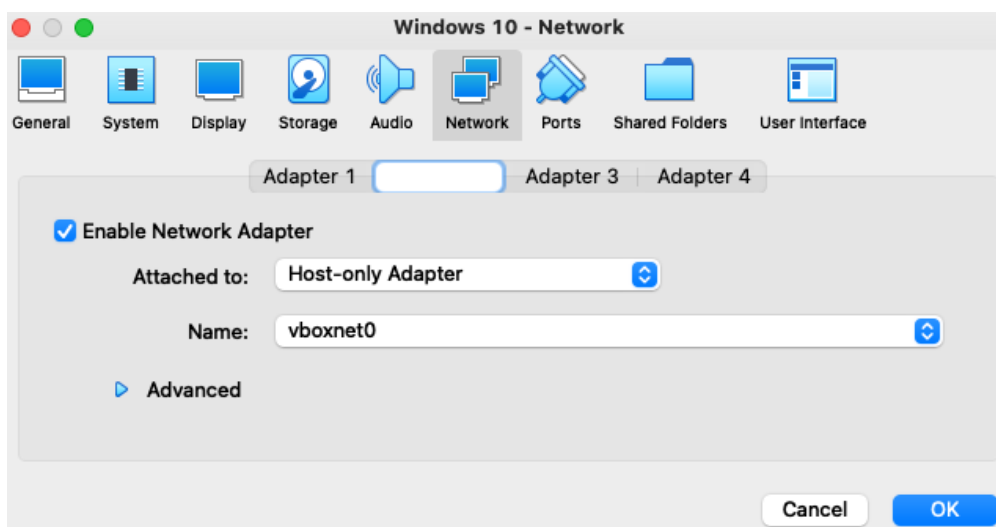 Windows 10 - Network
General System Display Storage Audio Network Ports Shared Folders User Interface
Adapter 1 Adapter 3 Adapter 4
Enable Network Adapter
Attached to: Host-only Adapter
Name: vboxnet0
Advanced
Cancel OK